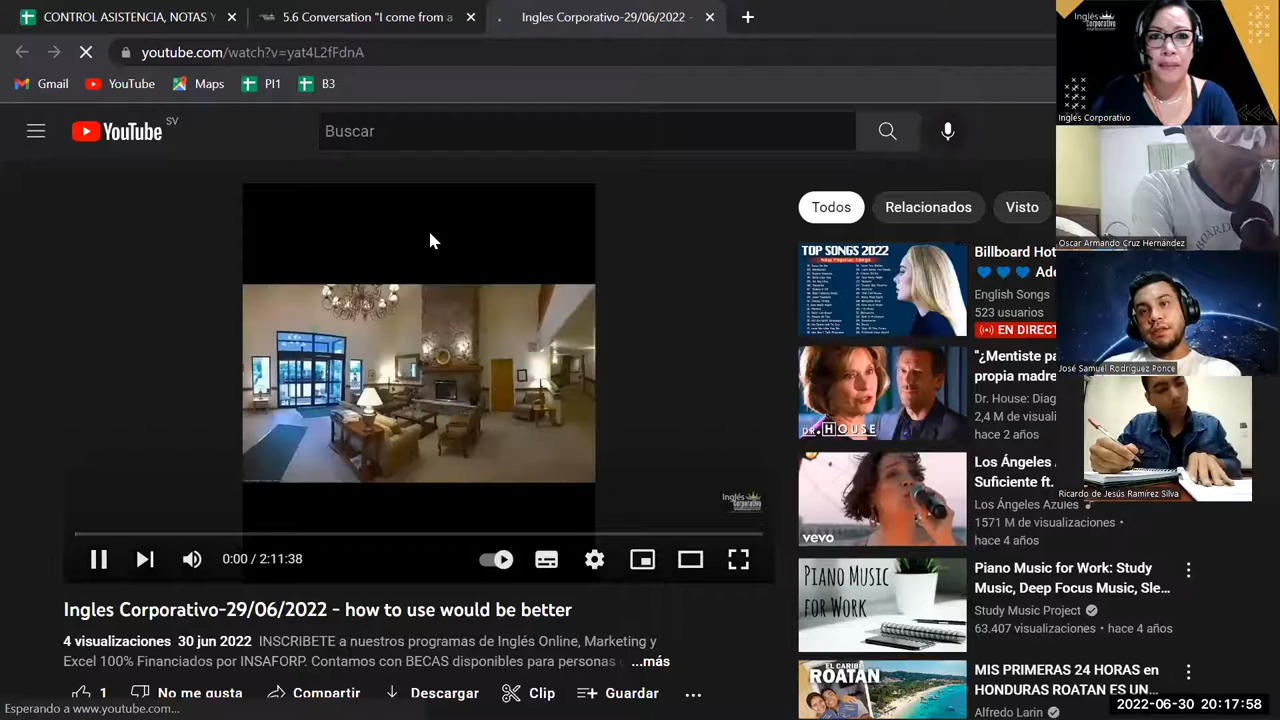 CONTROL ASISTENCIA, NOTAS Y
5.6 Conversation "notes from a
Ingles Corporativo-29/06/2022 -
youtube.com/watch?v=yat4L2fFdnA
Gmail
YouTube
Maps
PI1
B3
YouTube SV
Buscar
Todos
Relacionados
Visto
TOP SONGS 2022
Billboard Hot
Ade
English Songs
523 usuarios
EN DIRECT
"¿Mentiste pa
propia madre
Dr. House: Diag
2,4 M de visuali
hace 2 años
DR. HOUSE
Los Ángeles
Suficiente ft.
Los Ángeles Azules
1571 M de visualizaciones •
hace 4 años
vevo
PIANO MUSIC
FOR WORK
Piano Music for Work: Study
Music, Deep Focus Music, Sle...
Study Music Project
63.407 visualizaciones • hace 4 años
EL CARIBE
ROATAN
MIS PRIMERAS 24 HORAS en
HONDURAS ROATAN ES UN...
Alfredo Larin
Inglés
Corporativo
0:00 / 2:11:38
Ingles Corporativo-29/06/2022 - how to use would be better
4 visualizaciones 30 jun 2022 INSCRIBETE a nuestros programas de Inglés Online, Marketing y
Excel 100% Financiados por INSAFORP. Contamos con BECAS disponibles para personas ...más
1
No me gusta
Compartir
Descargar
Clip
Guardar
Esperando a www.youtube.com...
Inglés
Corporativo
Inglés Corporativo
Oscar Armando Cruz Hernández
José Samuel Rodríguez Ponce
Ricardo de Jesús Ramírez Silva
2022-06-30 20:17:58